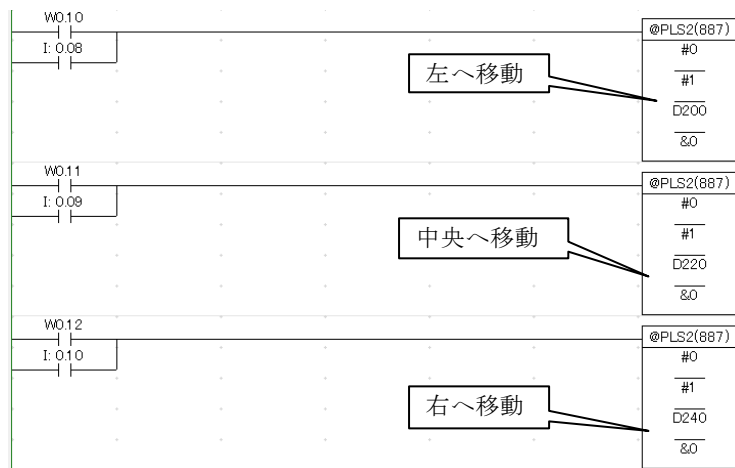 W0.10
@PLS2(887)
I: 0.08
#0
左へ移動
#1
D200
&0
W0.11
@PLS2(887)
I: 0.09
#0
中央へ移動
#1
D220
&0
W0.12
@PLS2(887)
I: 0.10
#0
右へ移動
#1
D240
&0